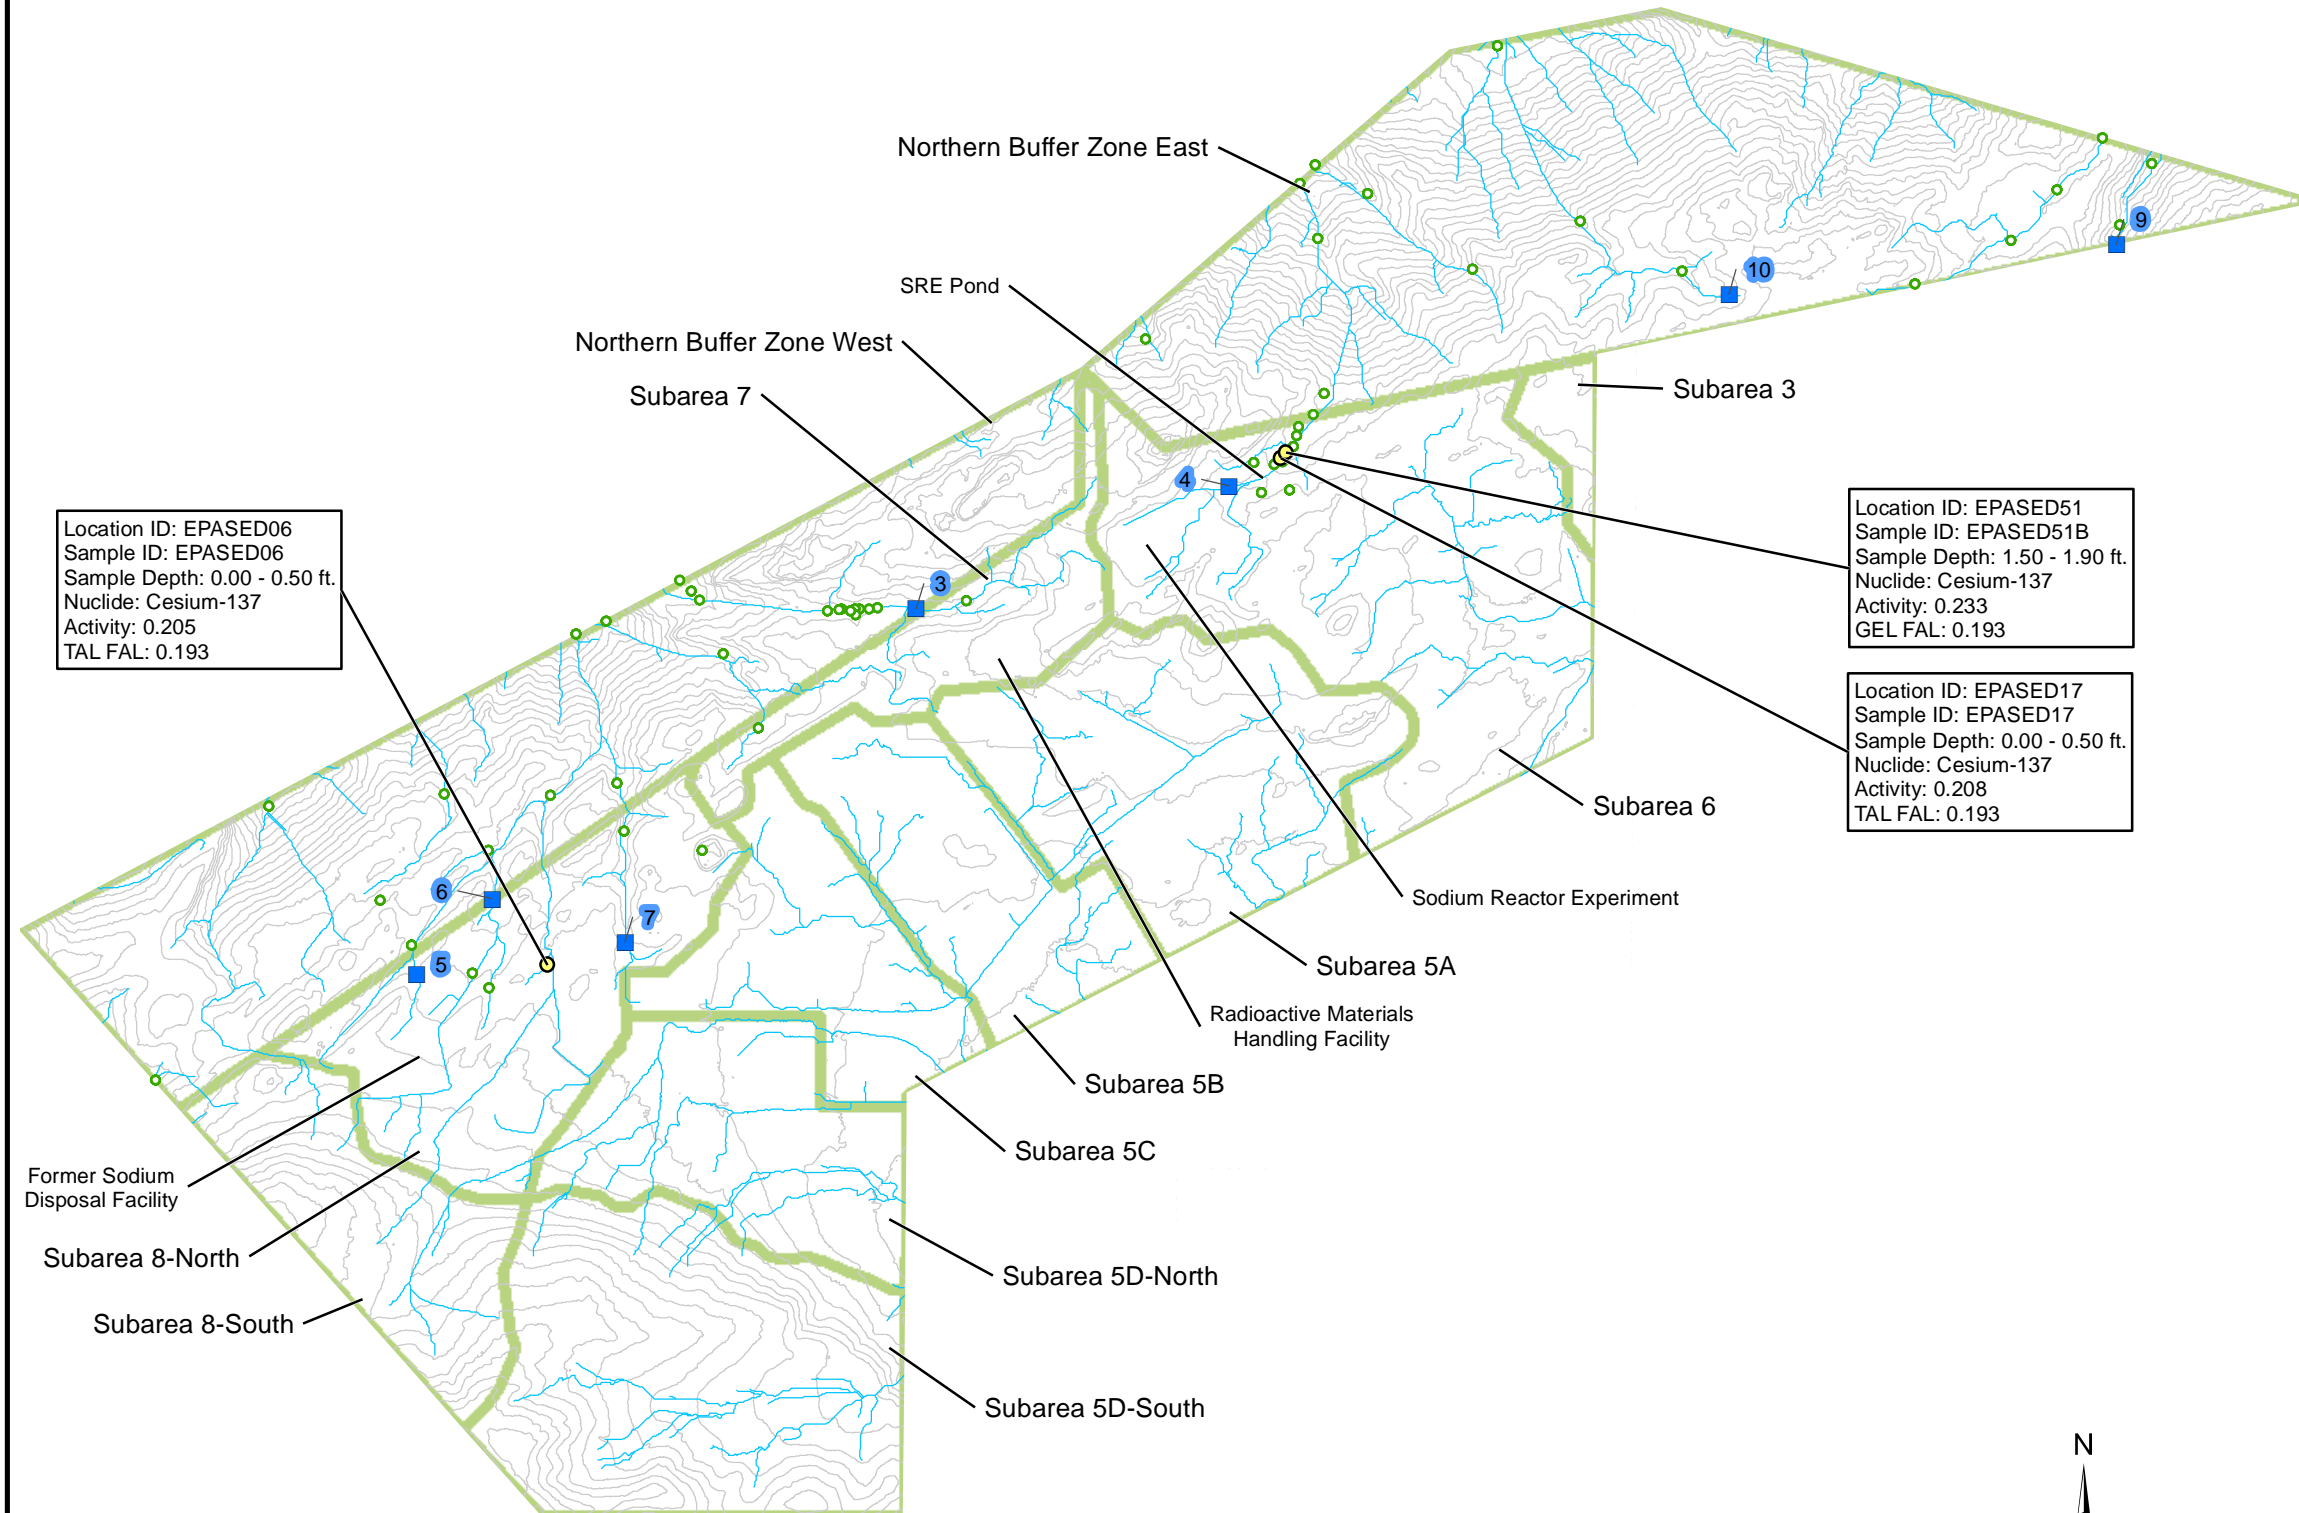 Northern Buffer Zone East
9
10
SRE Pond
Northern Buffer Zone West
Subarea 7
Subarea 3
4
Location ID: EPASED06
Sample ID: EPASED06
Sample Depth: 0.00 - 0.50 ft.
Nuclide: Cesium-137
Activity: 0.205
TAL FAL: 0.193
Location ID: EPASED51
Sample ID: EPASED51B
Sample Depth: 1.50 - 1.90 ft.
Nuclide: Cesium-137
Activity: 0.233
GEL FAL: 0.193
3
Location ID: EPASED17
Sample ID: EPASED17
Sample Depth: 0.00 - 0.50 ft.
Nuclide: Cesium-137
Activity: 0.208
TAL FAL: 0.193
Subarea 6
6
7
5
Sodium Reactor Experiment
Subarea 5A
Radioactive Materials
Handling Facility
Subarea 5B
Subarea 5C
Former Sodium
Disposal Facility
Subarea 8-North
Subarea 5D-North
Subarea 8-South
Subarea 5D-South
N